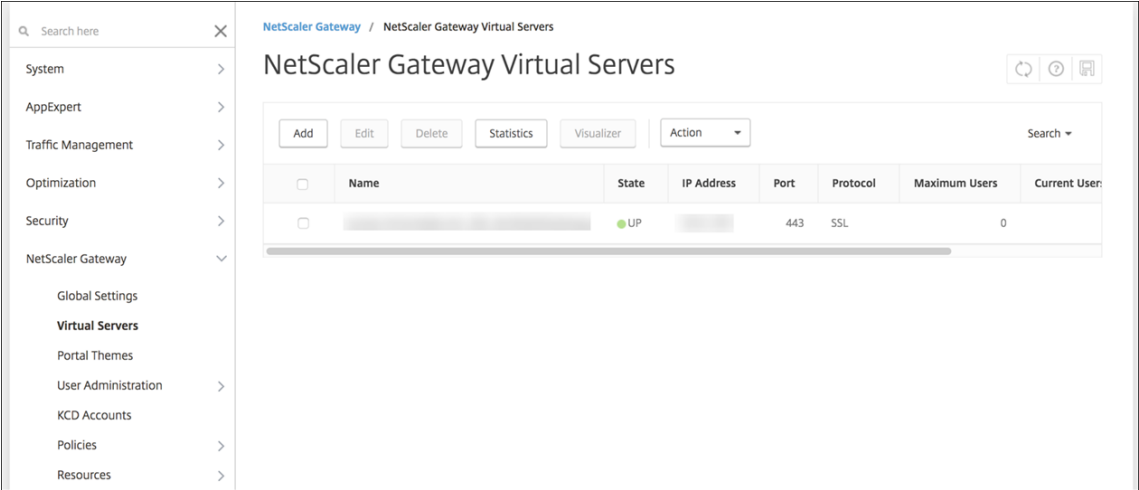 Search here
System
AppExpert
Traffic Management
Optimization
Security
NetScaler Gateway
Global Settings
Virtual Servers
Portal Themes
User Administration
KCD Accounts
Policies
Resources
NetScaler Gateway / NetScaler Gateway Virtual Servers
NetScaler Gateway Virtual Servers
Add Edit Delete Statistics Visualizer Action Search
Name State IP Address Port Protocol Maximum Users Current User
UP 443 SSL 0